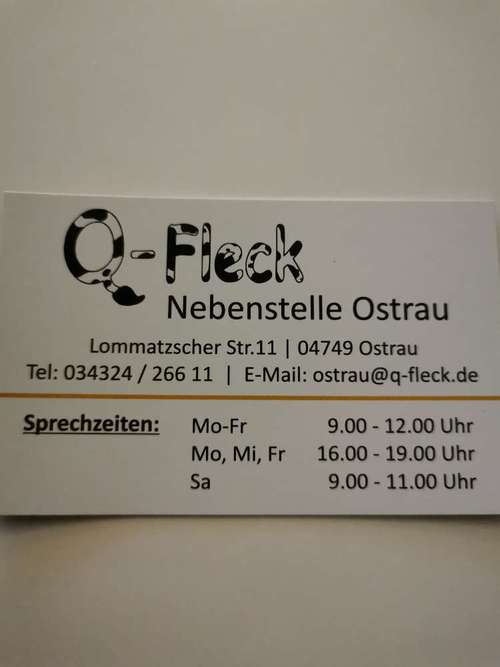 Q-Fleck
Nebenstelle Ostrau
Lommatzscher Str.11 | 04749 Ostrau
Tel: 034324 / 266 11 | E-Mail: ostrau@q-fleck.de
Sprechzeiten: Mo-Fr 9.00 - 12.00 Uhr
Mo, Mi, Fr 16.00 - 19.00 Uhr
Sa 9.00 - 11.00 Uhr